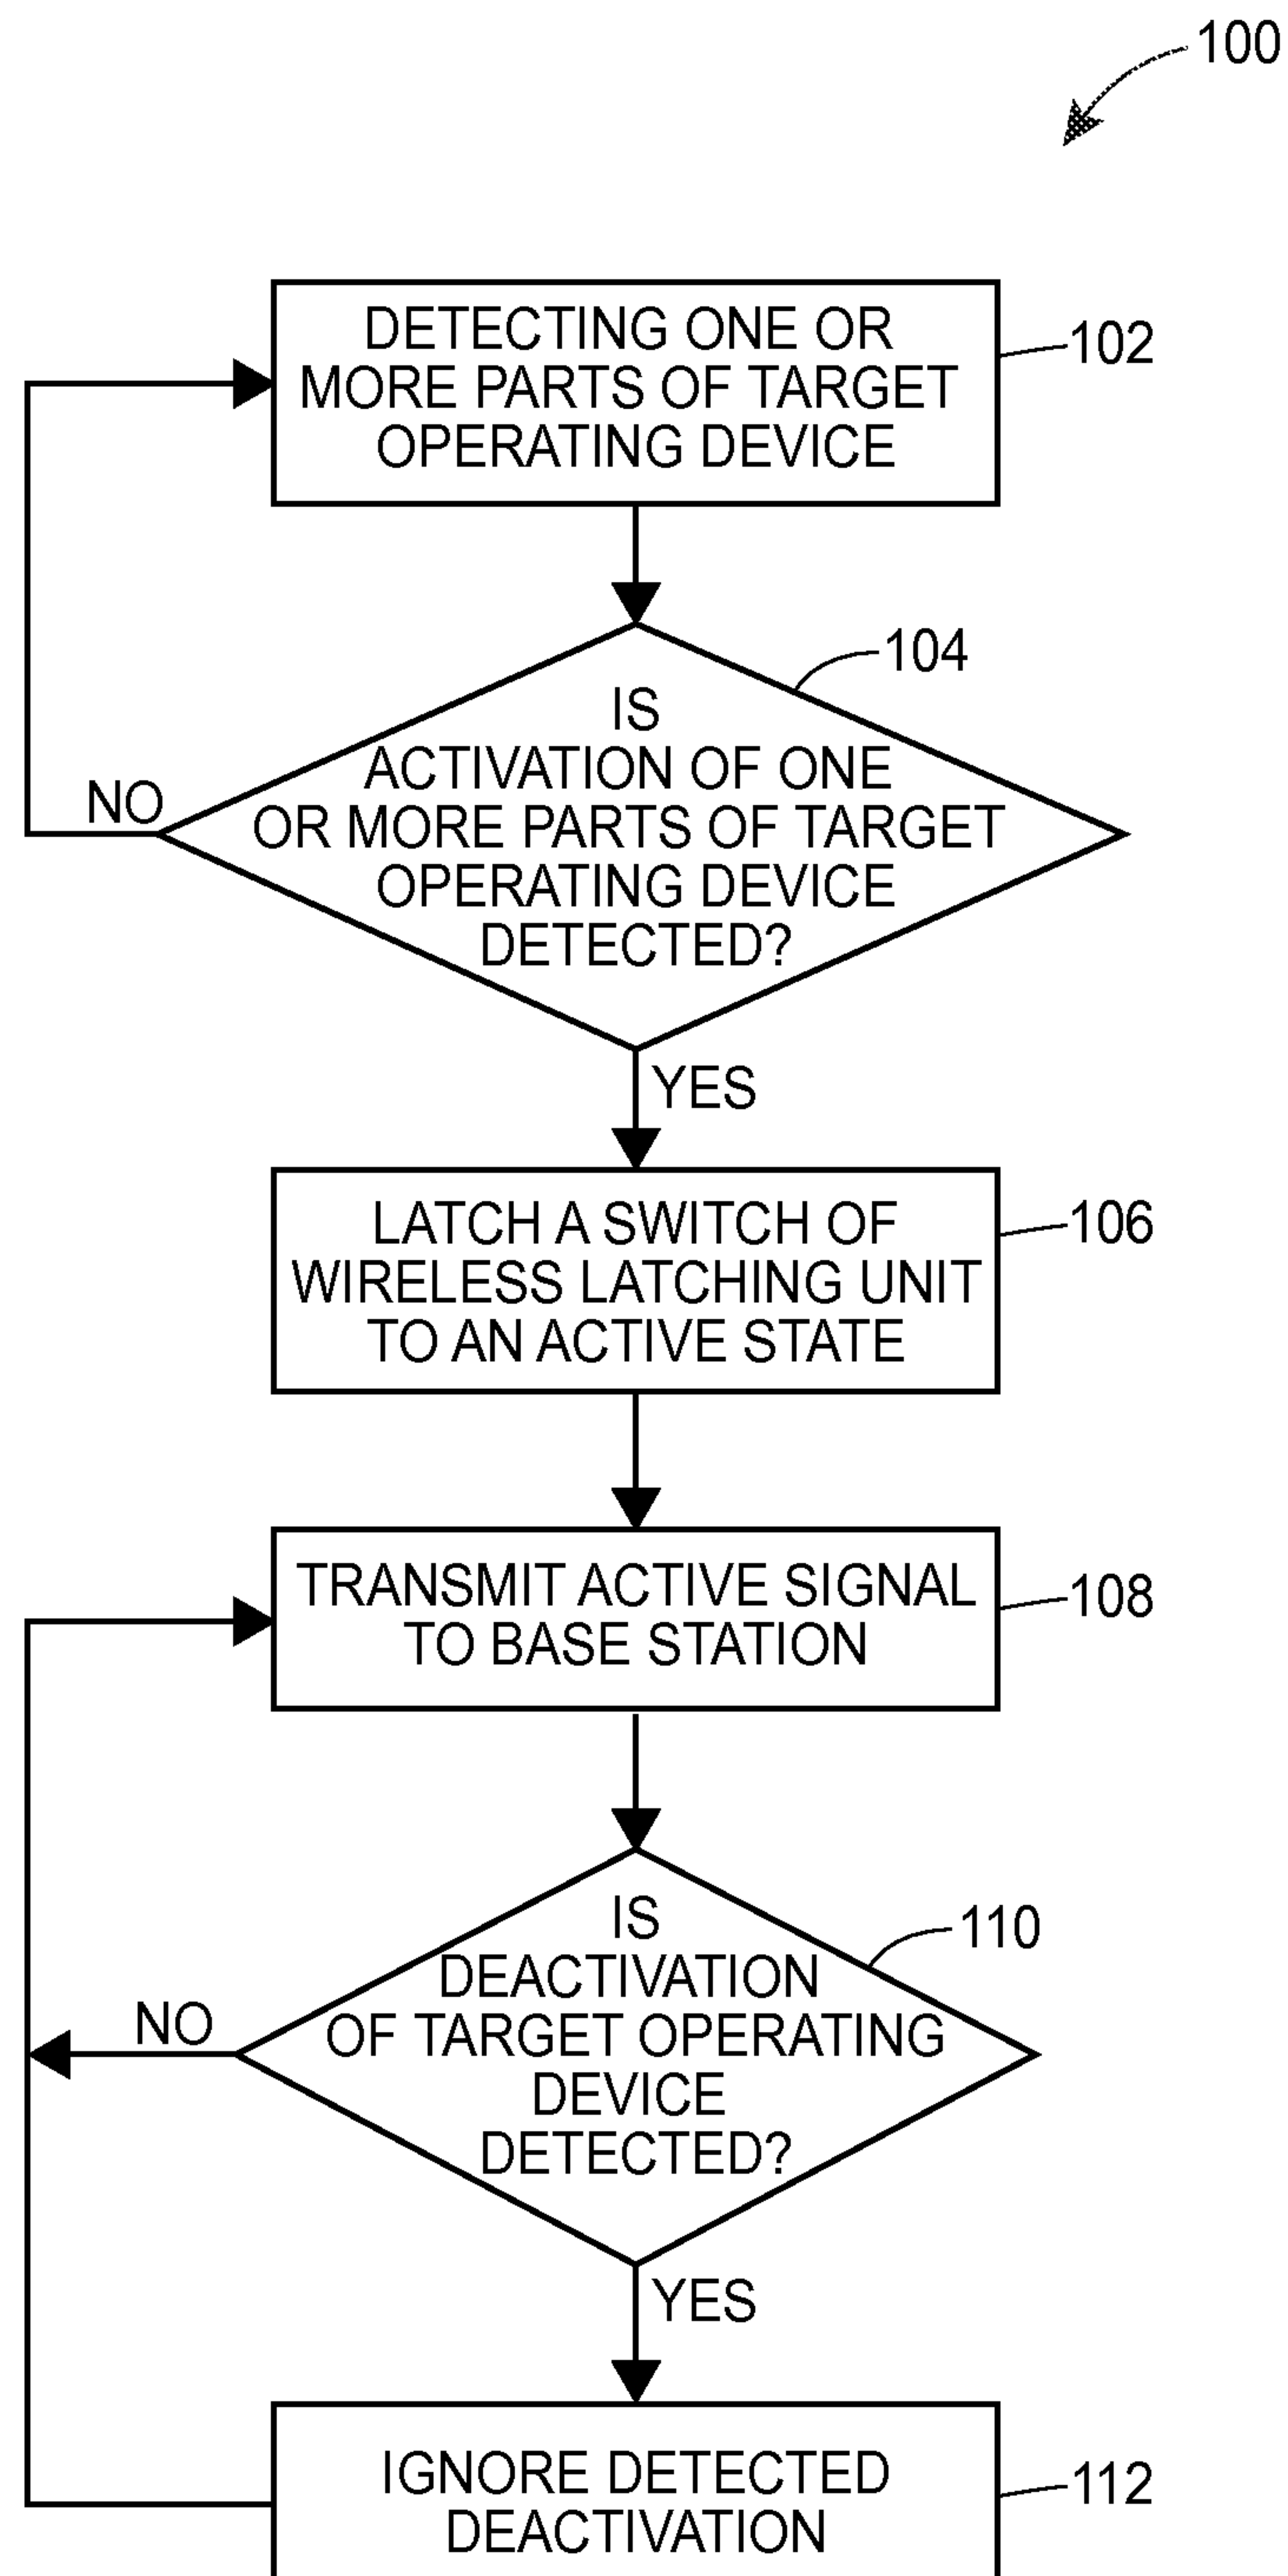 100
DETECTING ONE OR
MORE PARTS OF TARGET
OPERATING DEVICE
102
104
IS
ACTIVATION OF ONE
OR MORE PARTS OF TARGET
OPERATING DEVICE
DETECTED?
NO
YES
LATCH A SWITCH OF
WIRELESS LATCHING UNIT
TO AN ACTIVE STATE
106
TRANSMIT ACTIVE SIGNAL
TO BASE STATION
108
110
IS
DEACTIVATION
OF TARGET OPERATING
DEVICE
DETECTED?
NO
YES
IGNORE DETECTED
DEACTIVATION
112